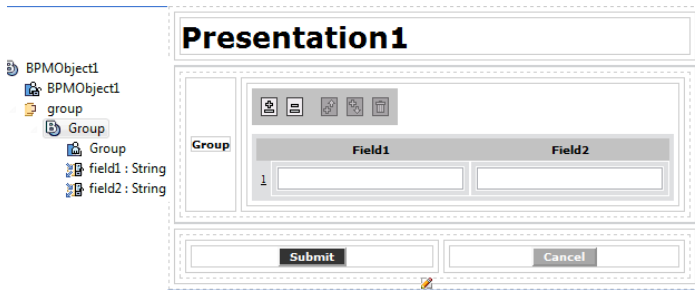 Presentation1
BPMObject1
BPMObject1
group
Group
Group
field1 : String
field2 : String
Group
Field1 Field2
1
Submit Cancel